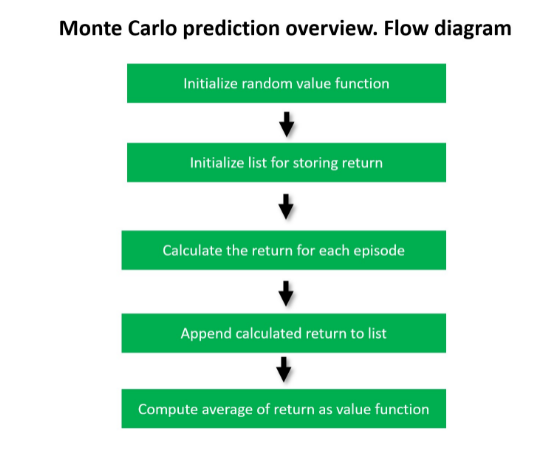 Monte Carlo prediction overview. Flow diagram
Initialize random value function
Initialize list for storing return
Calculate the return for each episode
Append calculated return to list
Compute average of return as value function